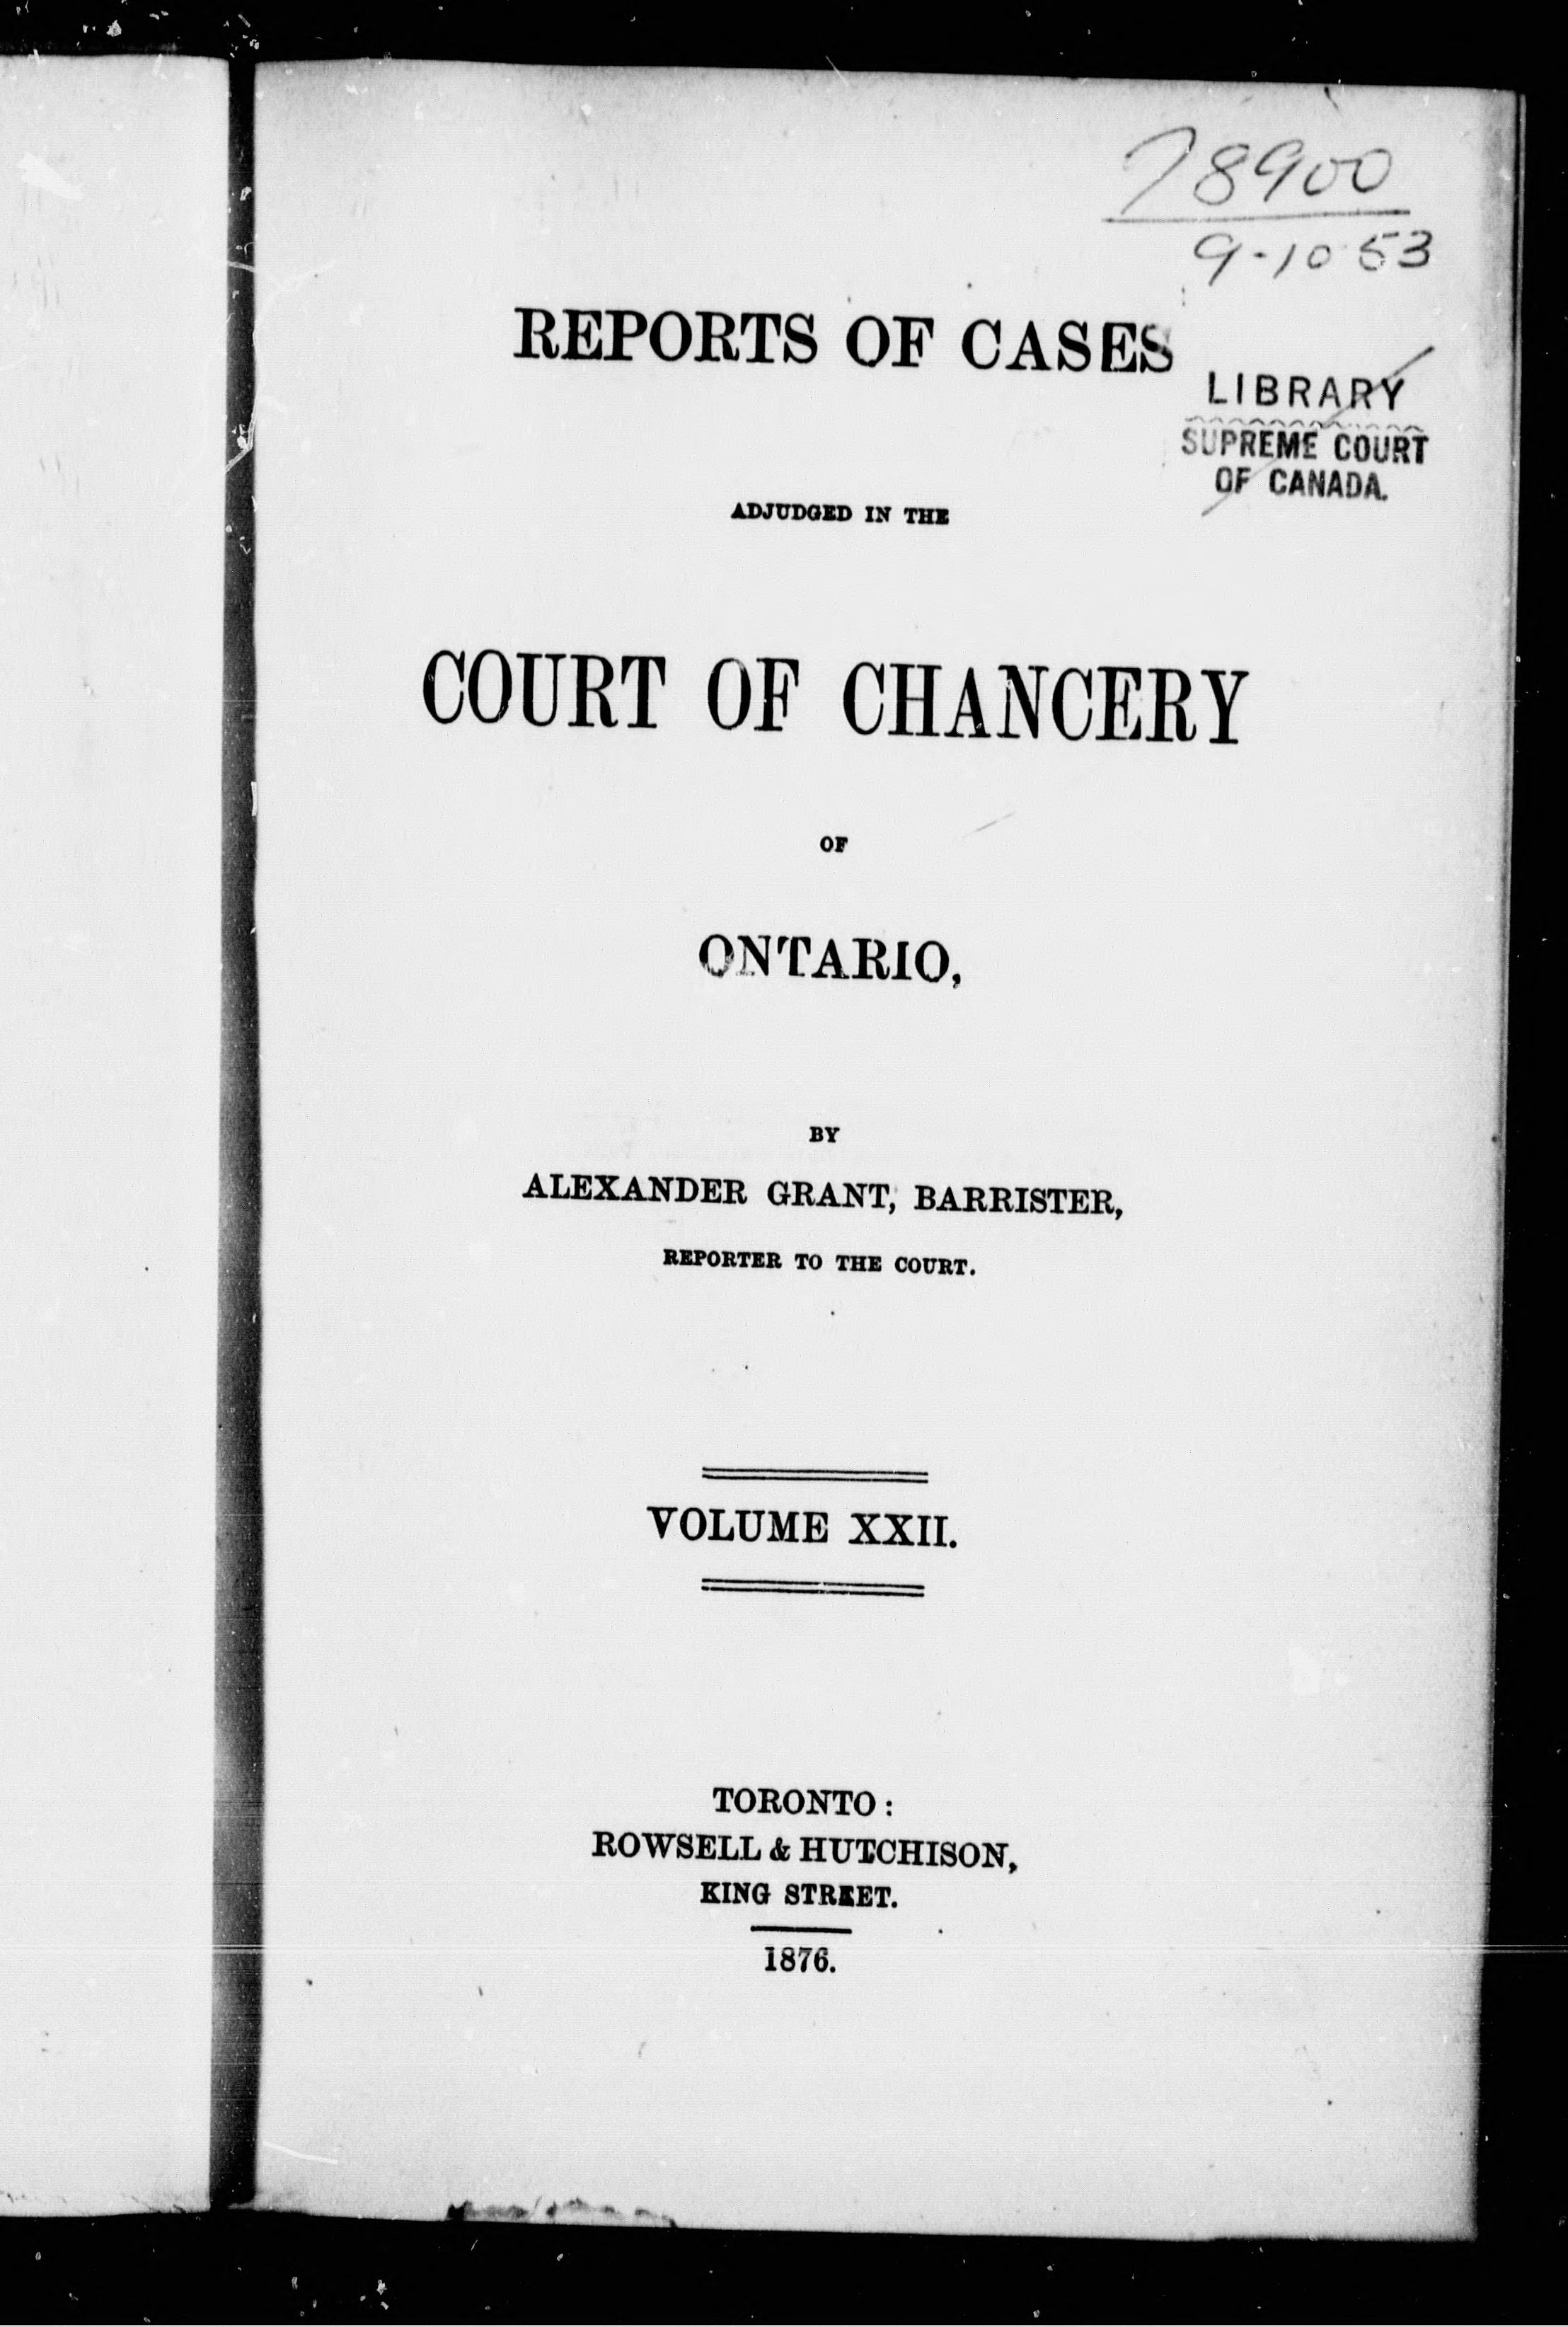 78900
9-10 53
REPORTS OF CASES
LIBRARY
SUPREME COURT
OF CANADA.
ADJUDGED IN THE
COURT OF CHANCERY
OF
ONTARIO,
BY
ALEXANDER GRANT, BARRISTER,
REPORTER TO THE COURT.
VOLUME XXII.
TORONTO:
ROWSELL & HUTCHISON,
KING STREET.
1876.